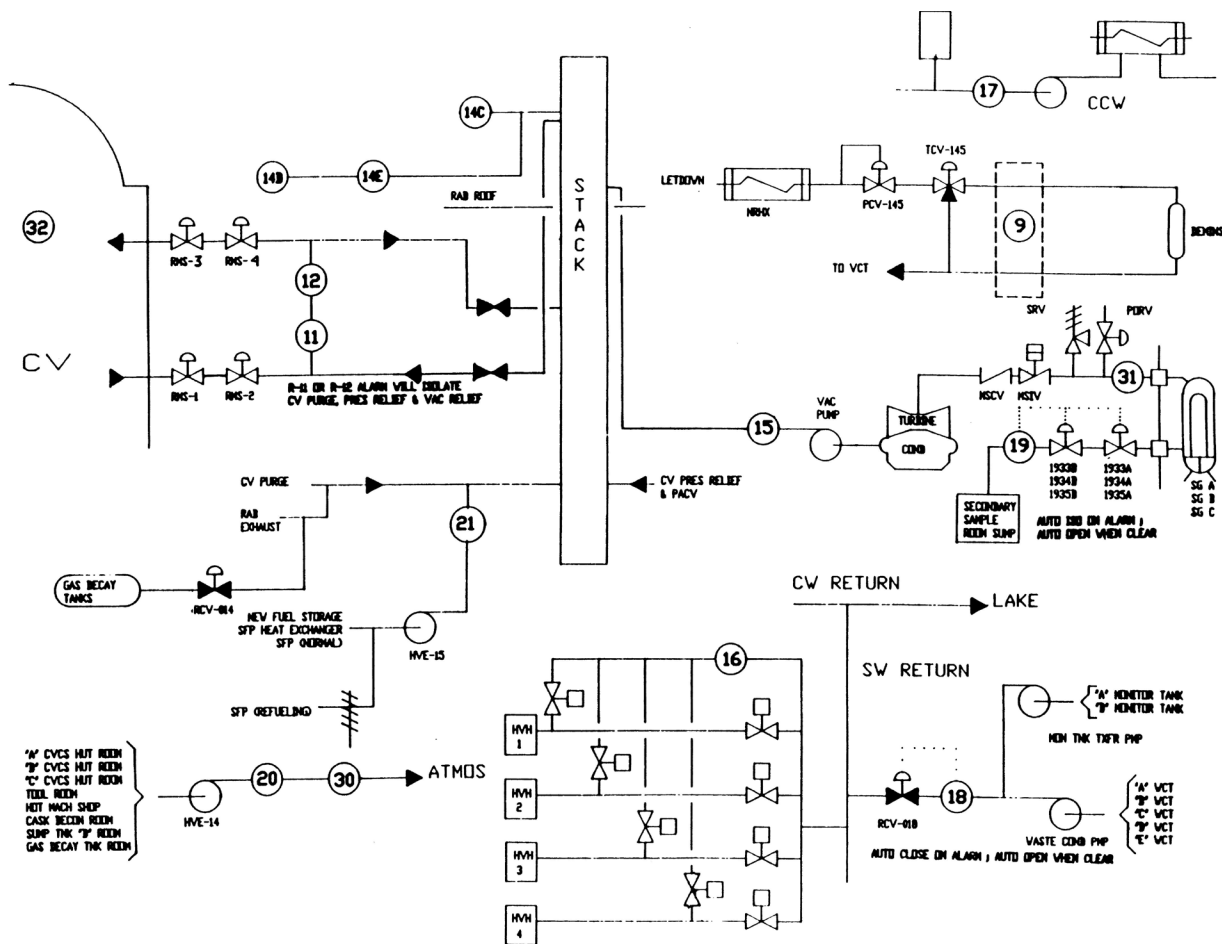 17
CCW
14C
14D
14E
RAB ROOF
STACK
LETDOWN
NRHX
PCV-145
TCV-145
9
DEMINS
TO VCT
32
RMS-3
RMS-4
12
11
CV
RMS-1
RMS-2
R-11 OR R-12 ALARM WILL ISOLATE
CV PURGE, PRES RELIEF & VAC RELIEF
SRV
PORV
31
MSCV
MSIV
VAC
PUMP
15
TURBINE
COND
19
1933B
1934B
1935B
1933A
1934A
1935A
SG A
SG B
SG C
SECONDARY
SAMPLE
ROOM SUMP
AUTO ISO ON ALARM ;
AUTO OPEN WHEN CLEAR
CV PURGE
RAB
EXHAUST
21
CV PRES RELIEF
& PACV
GAS DECAY
TANKS
RCV-014
NEW FUEL STORAGE
SFP HEAT EXCHANGER
SFP (NORMAL)
HVE-15
SFP (REFUELING)
CW RETURN
LAKE
SW RETURN
16
HVH
1
HVH
2
HVH
3
HVH
4
"A" MONITOR TANK
"B" MONITOR TANK
MON TNK TXFR PMP
RCV-018
18
WASTE COND PMP
"A" WCT
"B" WCT
"C" WCT
"D" WCT
"E" WCT
AUTO CLOSE ON ALARM ; AUTO OPEN WHEN CLEAR
"A" CVCS HUT ROOM
"B" CVCS HUT ROOM
"C" CVCS HUT ROOM
TOOL ROOM
HOT MACH SHOP
CASK DECON ROOM
SUMP TNK "B" ROOM
GAS DECAY TNK ROOM
HVE-14
20
30
ATMOS